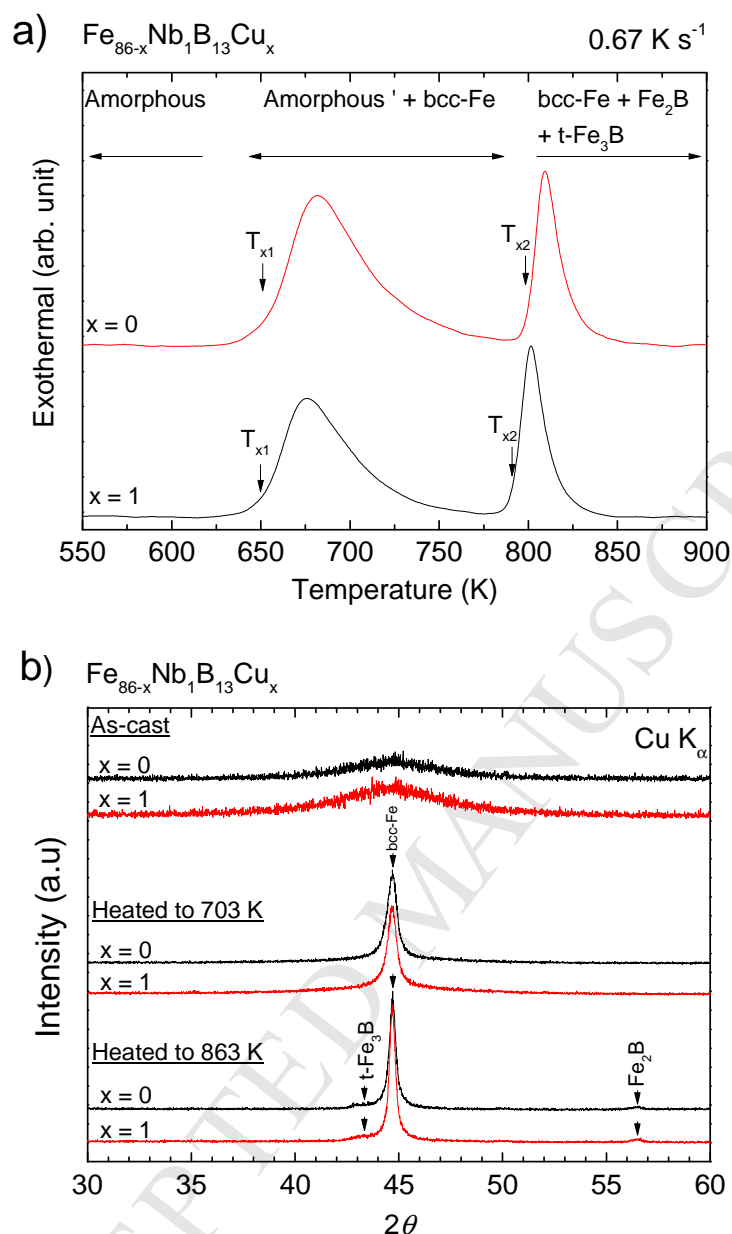 a) Fe86-xNb1B13Cux 0.67 K s-1
Amorphous Amorphous ' + bcc-Fe bcc-Fe + Fe2B
+ t-Fe3B
Tx1 Tx2
x = 0
Tx1 Tx2
x = 1
Exothermal (arb. unit)
550 600 650 700 750 800 850 900
Temperature (K)
b) Fe86-xNb1B13Cux
As-cast Cu Kα
x = 0
x = 1
bcc-Fe
Heated to 703 K
x = 0
x = 1
Heated to 863 K t-Fe3B Fe2B
x = 0
x = 1
Intensity (a.u)
30 35 40 45 50 55 60
2θ
EPTED MANUSCRP